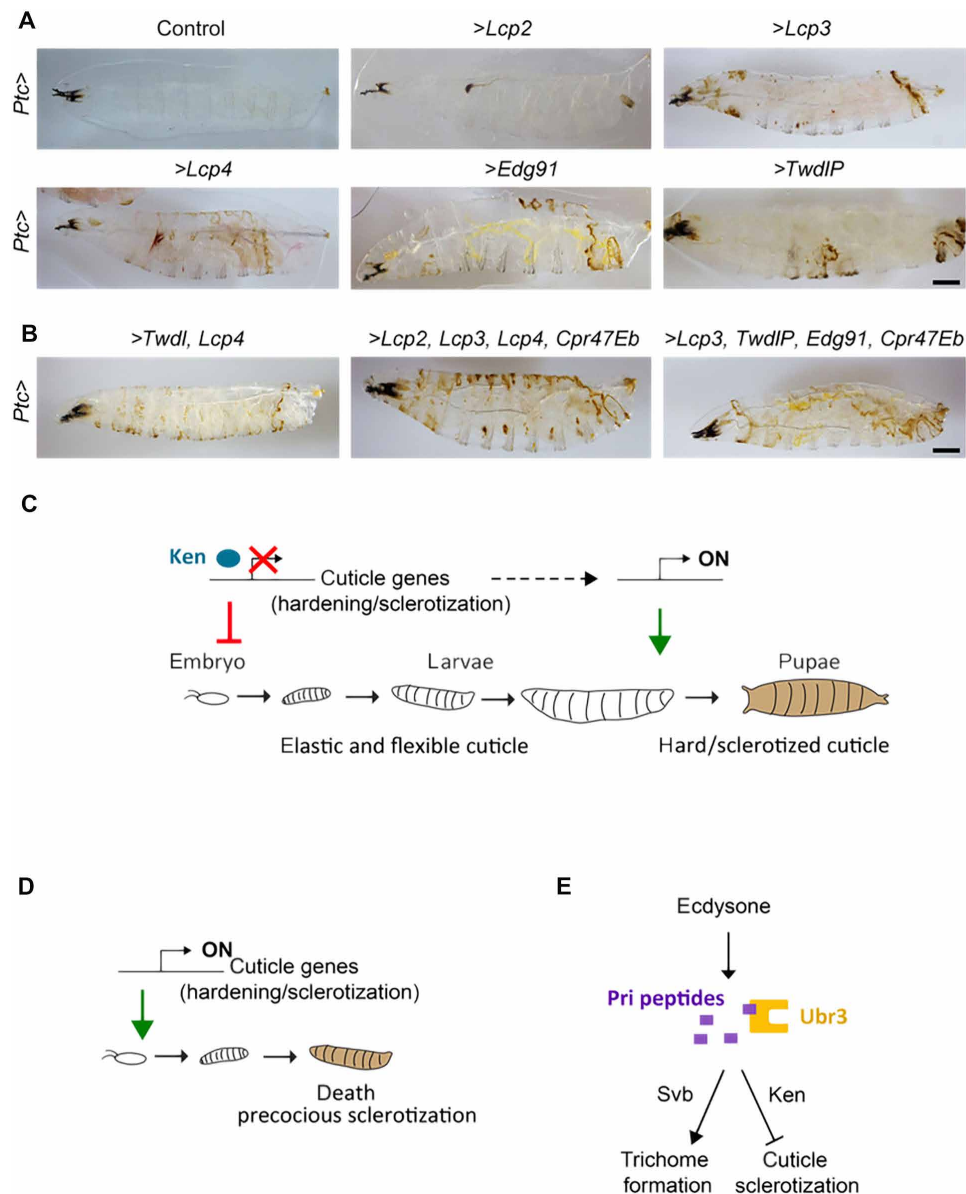 A
Control
>Lcp2
>Lcp3
Ptc>
>Lcp4
>Edg91
>TwdlP
Ptc>
B
>Twdl, Lcp4
>Lcp2, Lcp3, Lcp4, Cpr47Eb
>Lcp3, TwdlP, Edg91, Cpr47Eb
Ptc>
C
Ken
ON
Cuticle genes
(hardening/sclerotization)
Embryo
Larvae
Pupae
Elastic and flexible cuticle
Hard/sclerotized cuticle
D
ON
Cuticle genes
(hardening/sclerotization)
Death
precocious sclerotization
E
Ecdysone
Pri peptides
Ubr3
Svb
Ken
Trichome
formation
Cuticle
sclerotization